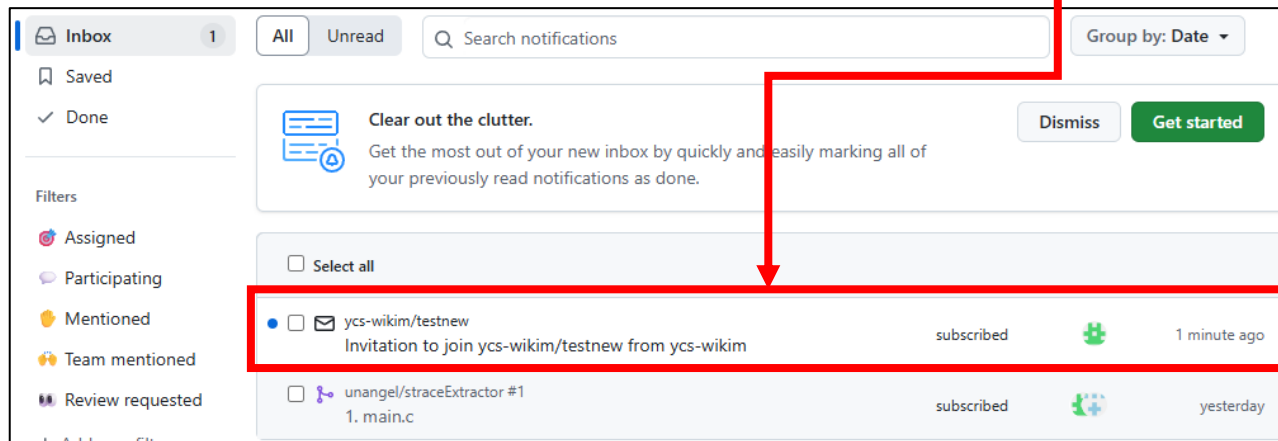 Inbox 1
Saved
Done
Filters
Assigned
Participating
Mentioned
Team mentioned
Review requested
All Unread Search notifications Group by: Date
Clear out the clutter.
Get the most out of your new inbox by quickly and easily marking all of
your previously read notifications as done.
Dismiss Get started
Select all
ycs-wikim/testnew
Invitation to join ycs-wikim/testnew from ycs-wikim
subscribed 1 minute ago
unangel/straceExtractor #1
1. main.c
subscribed yesterday